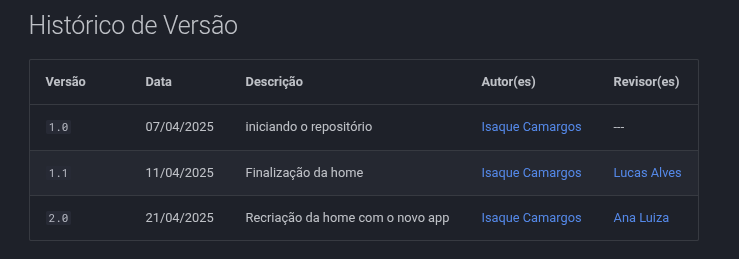 Histórico de Versão
Versão Data Descrição Autor(es) Revisor(es)
1.0 07/04/2025 iniciando o repositório Isaque Camargos ---
1.1 11/04/2025 Finalização da home Isaque Camargos Lucas Alves
2.0 21/04/2025 Recriação da home com o novo app Isaque Camargos Ana Luiza